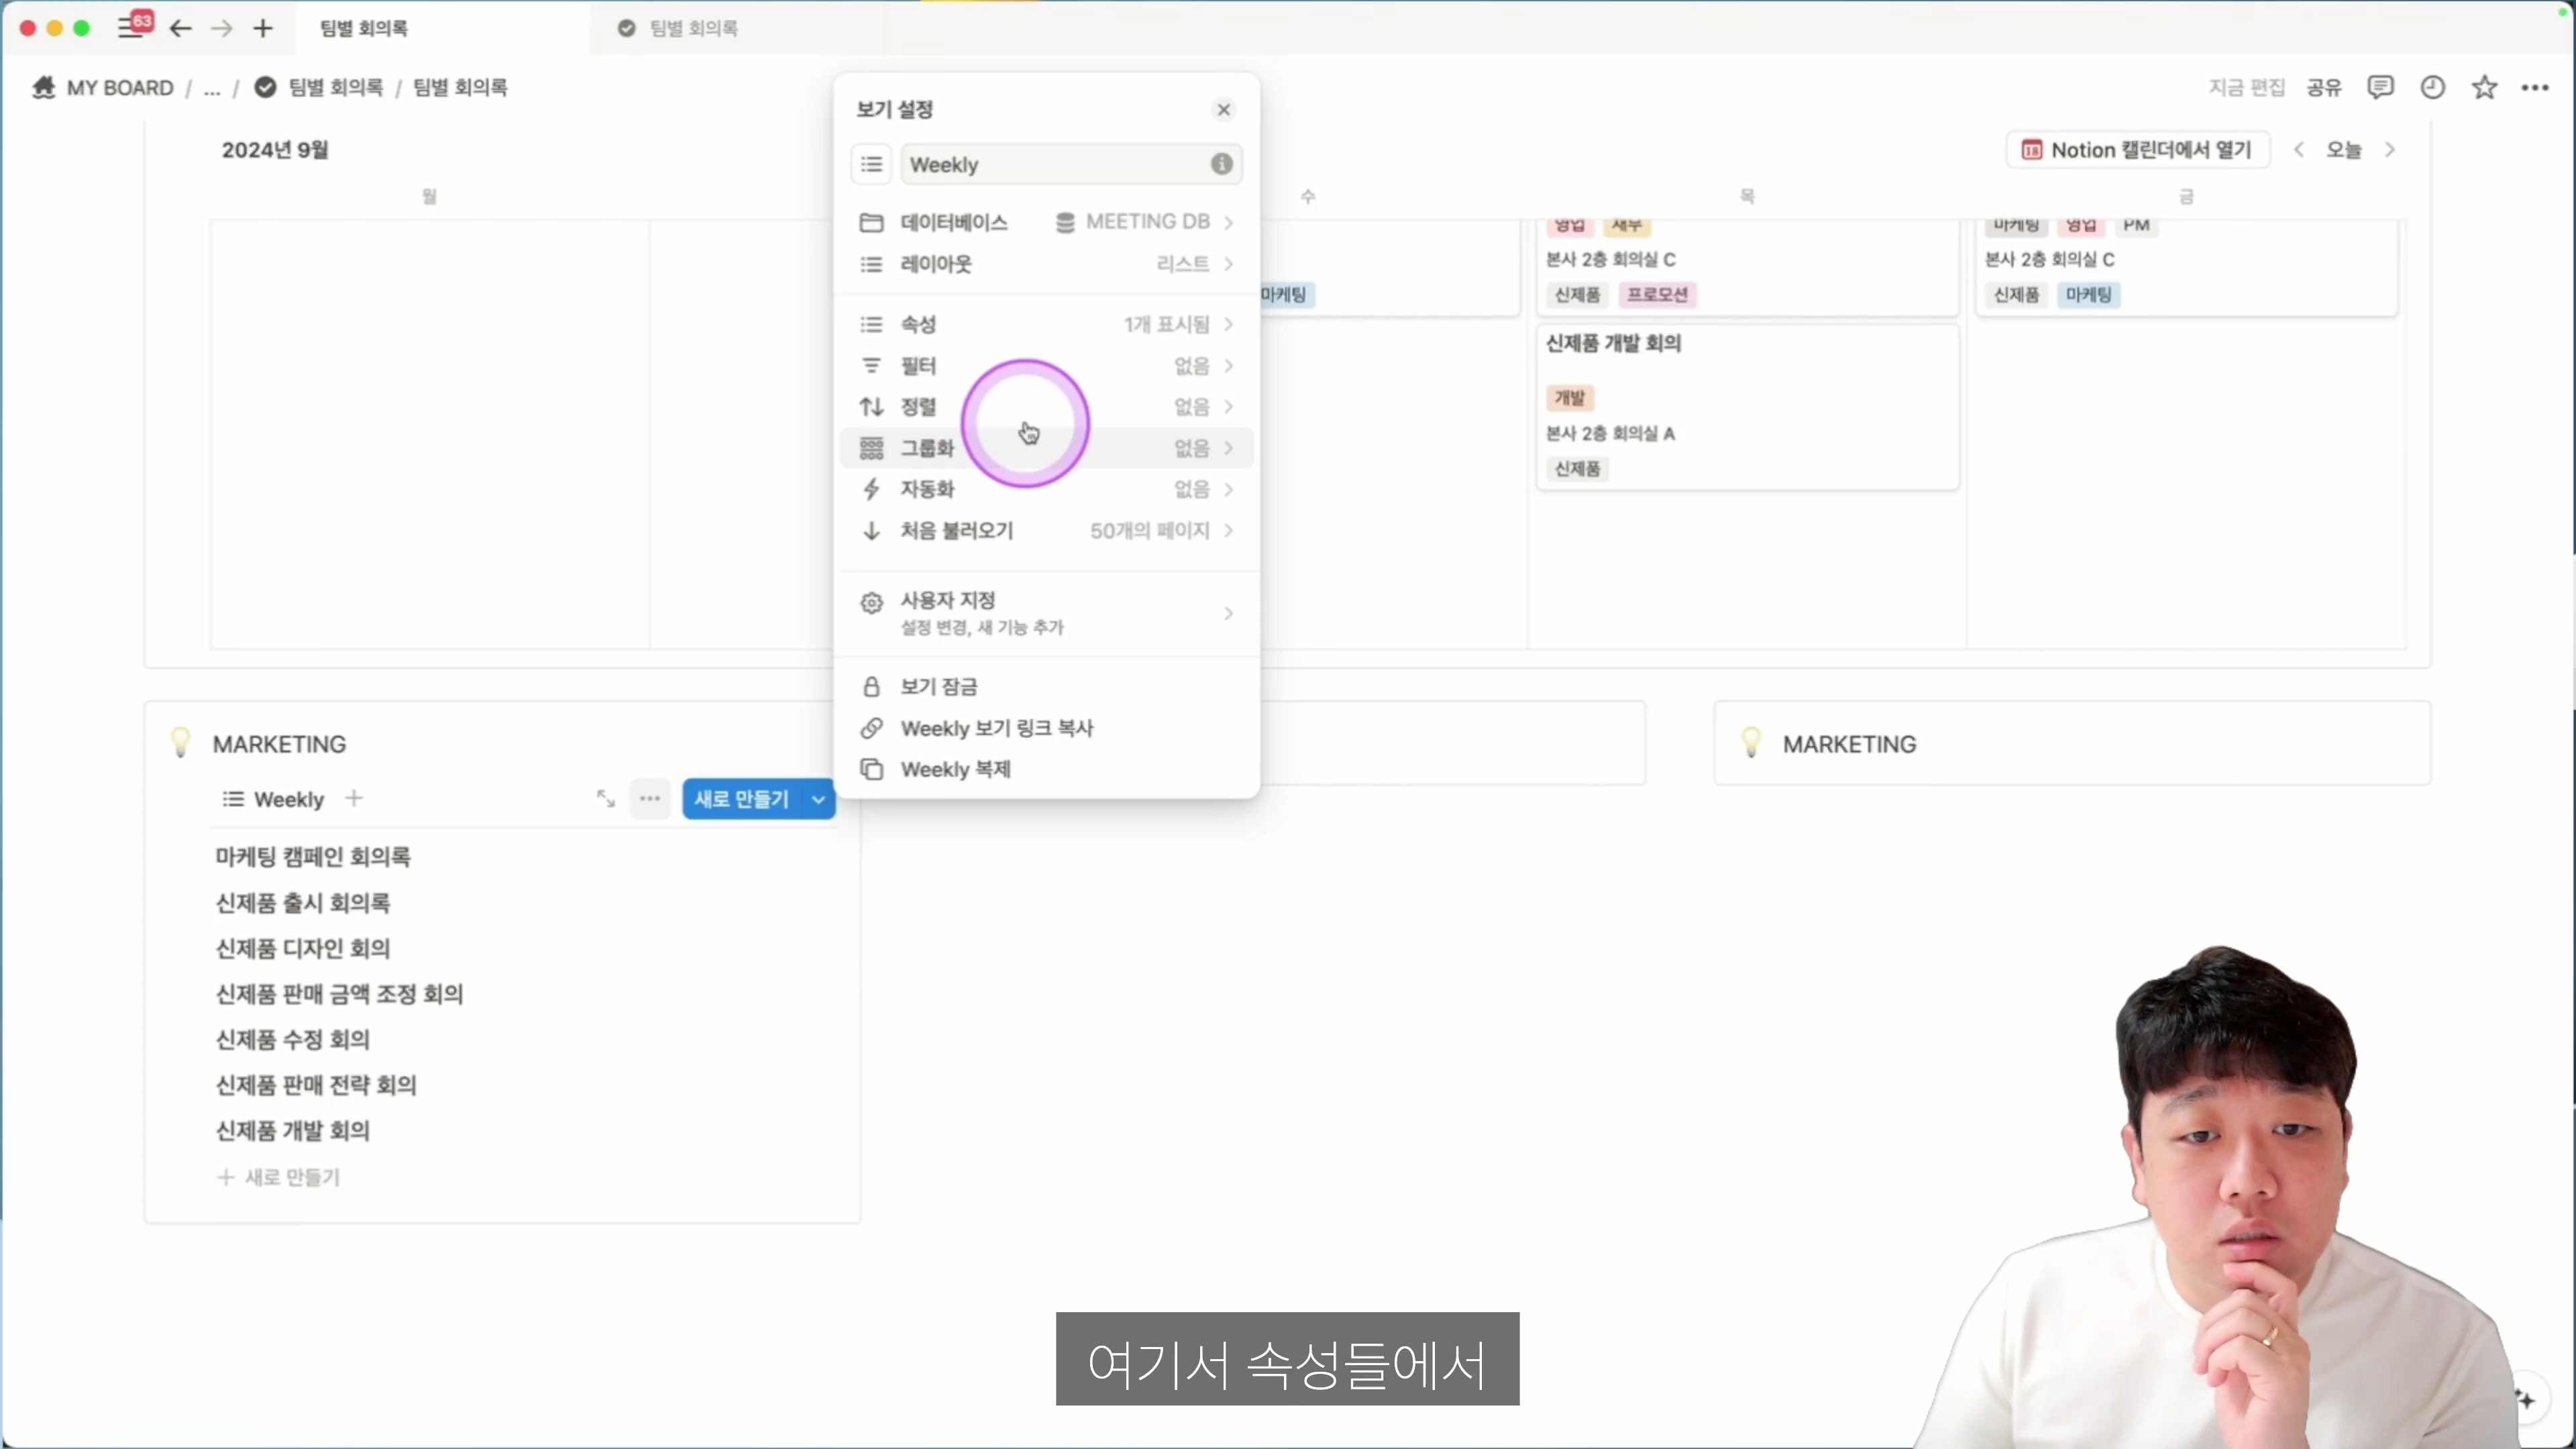 63
팀별 회의록
팀별 회의록
MY BOARD / ... / 팀별 회의록 / 팀별 회의록
지금 편집 공유
2024년 9월
18 Notion 캘린더에서 열기 오늘
월 수 목 금
보기 설정
Weekly
데이터베이스 MEETING DB
레이아웃 리스트
속성 1개 표시됨
필터 없음
정렬 없음
그룹화 없음
자동화 없음
처음 불러오기 50개의 페이지
사용자 지정
설정 변경, 새 기능 추가
보기 잠금
Weekly 보기 링크 복사
Weekly 복제
마케팅
영업 재무
본사 2층 회의실 C
신제품 프로모션
신제품 개발 회의
개발
본사 2층 회의실 A
신제품
마케팅 영업 PM
본사 2층 회의실 C
신제품 마케팅
MARKETING
Weekly
새로 만들기
마케팅 캠페인 회의록
신제품 출시 회의록
신제품 디자인 회의
신제품 판매 금액 조정 회의
신제품 수정 회의
신제품 판매 전략 회의
신제품 개발 회의
+ 새로 만들기
MARKETING
여기서 속성들에서